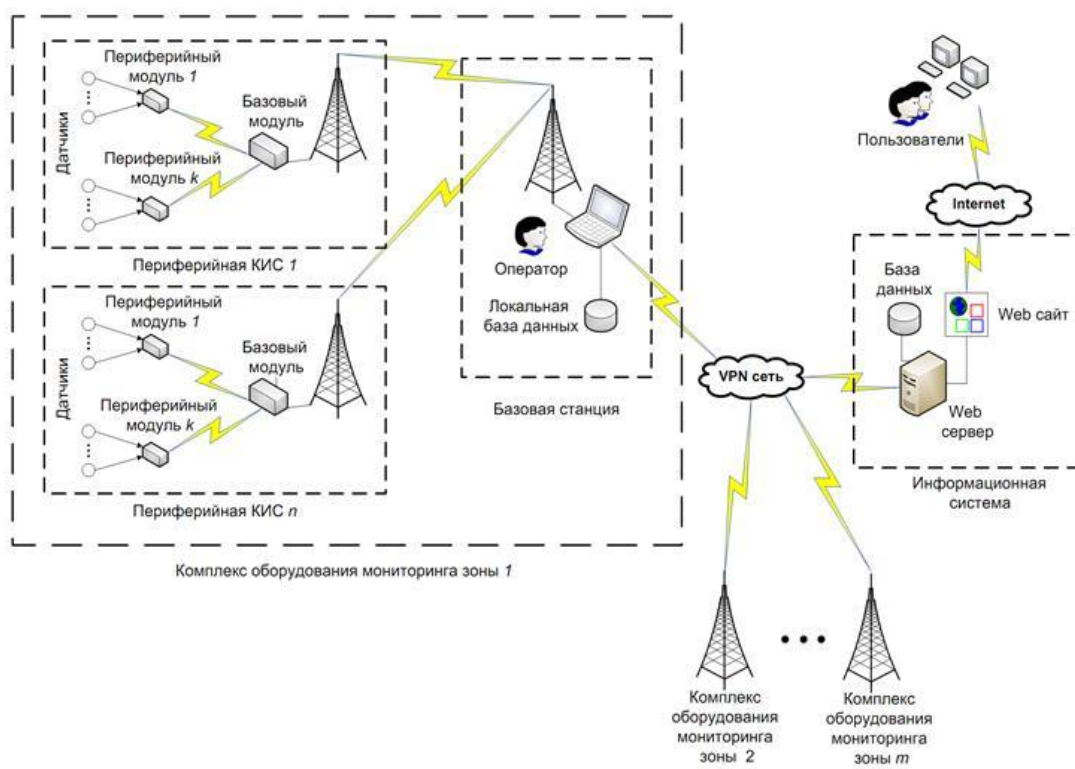 Периферийный
модуль 1
Датчики
Базовый
модуль
Периферийный
модуль k
Периферийная КИС 1
Периферийный
модуль 1
Датчики
Базовый
модуль
Периферийный
модуль k
Периферийная КИС n
Комплекс оборудования мониторинга зоны 1
Оператор
Локальная
база данных
Базовая станция
VPN сеть
Пользователи
Internet
База
данных
Web сайт
Web
сервер
Информационная
система
Комплекс
оборудования
мониторинга
зоны 2
Комплекс
оборудования
мониторинга
зоны m